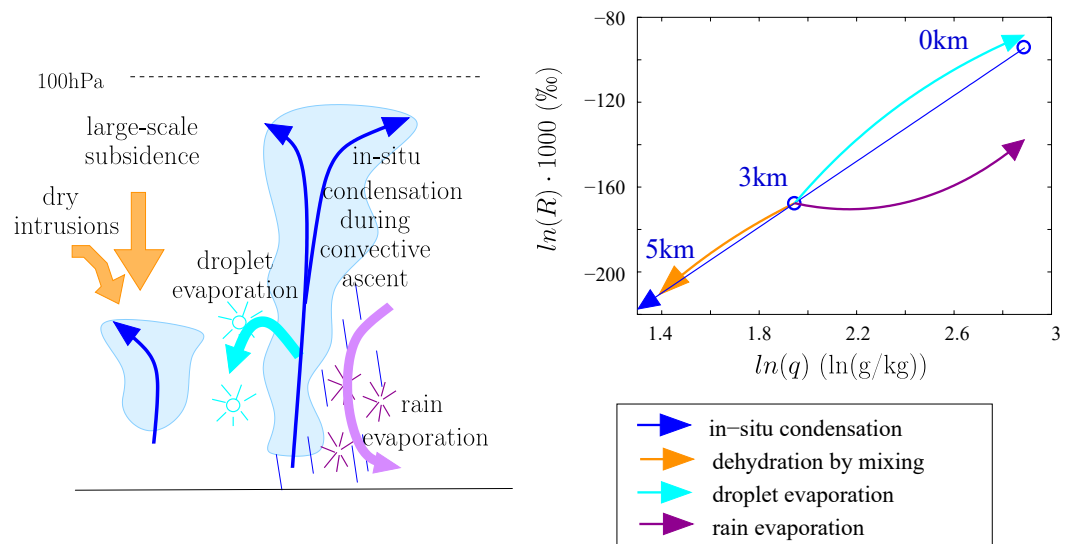 100hPa
large-scale
subsidence
dry
intrusions
droplet
evaporation
in-situ
condensation
during
convective
ascent
rain
evaporation
ln(R) · 1000 (‰)
−80
−120
−160
−200
0km
3km
5km
1.4
1.8
2.2
2.6
3
ln(q) (ln(g/kg))
in−situ condensation
dehydration by mixing
droplet evaporation
rain evaporation